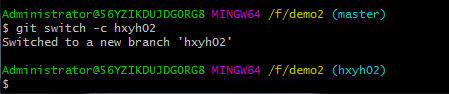 Administrator@56YZIKDUJDGORG8 MINGW64 /f/demo2 (master)
$ git switch -c hxyh02
Switched to a new branch 'hxyh02'
Administrator@56YZIKDUJDGORG8 MINGW64 /f/demo2 (hxyh02)
$